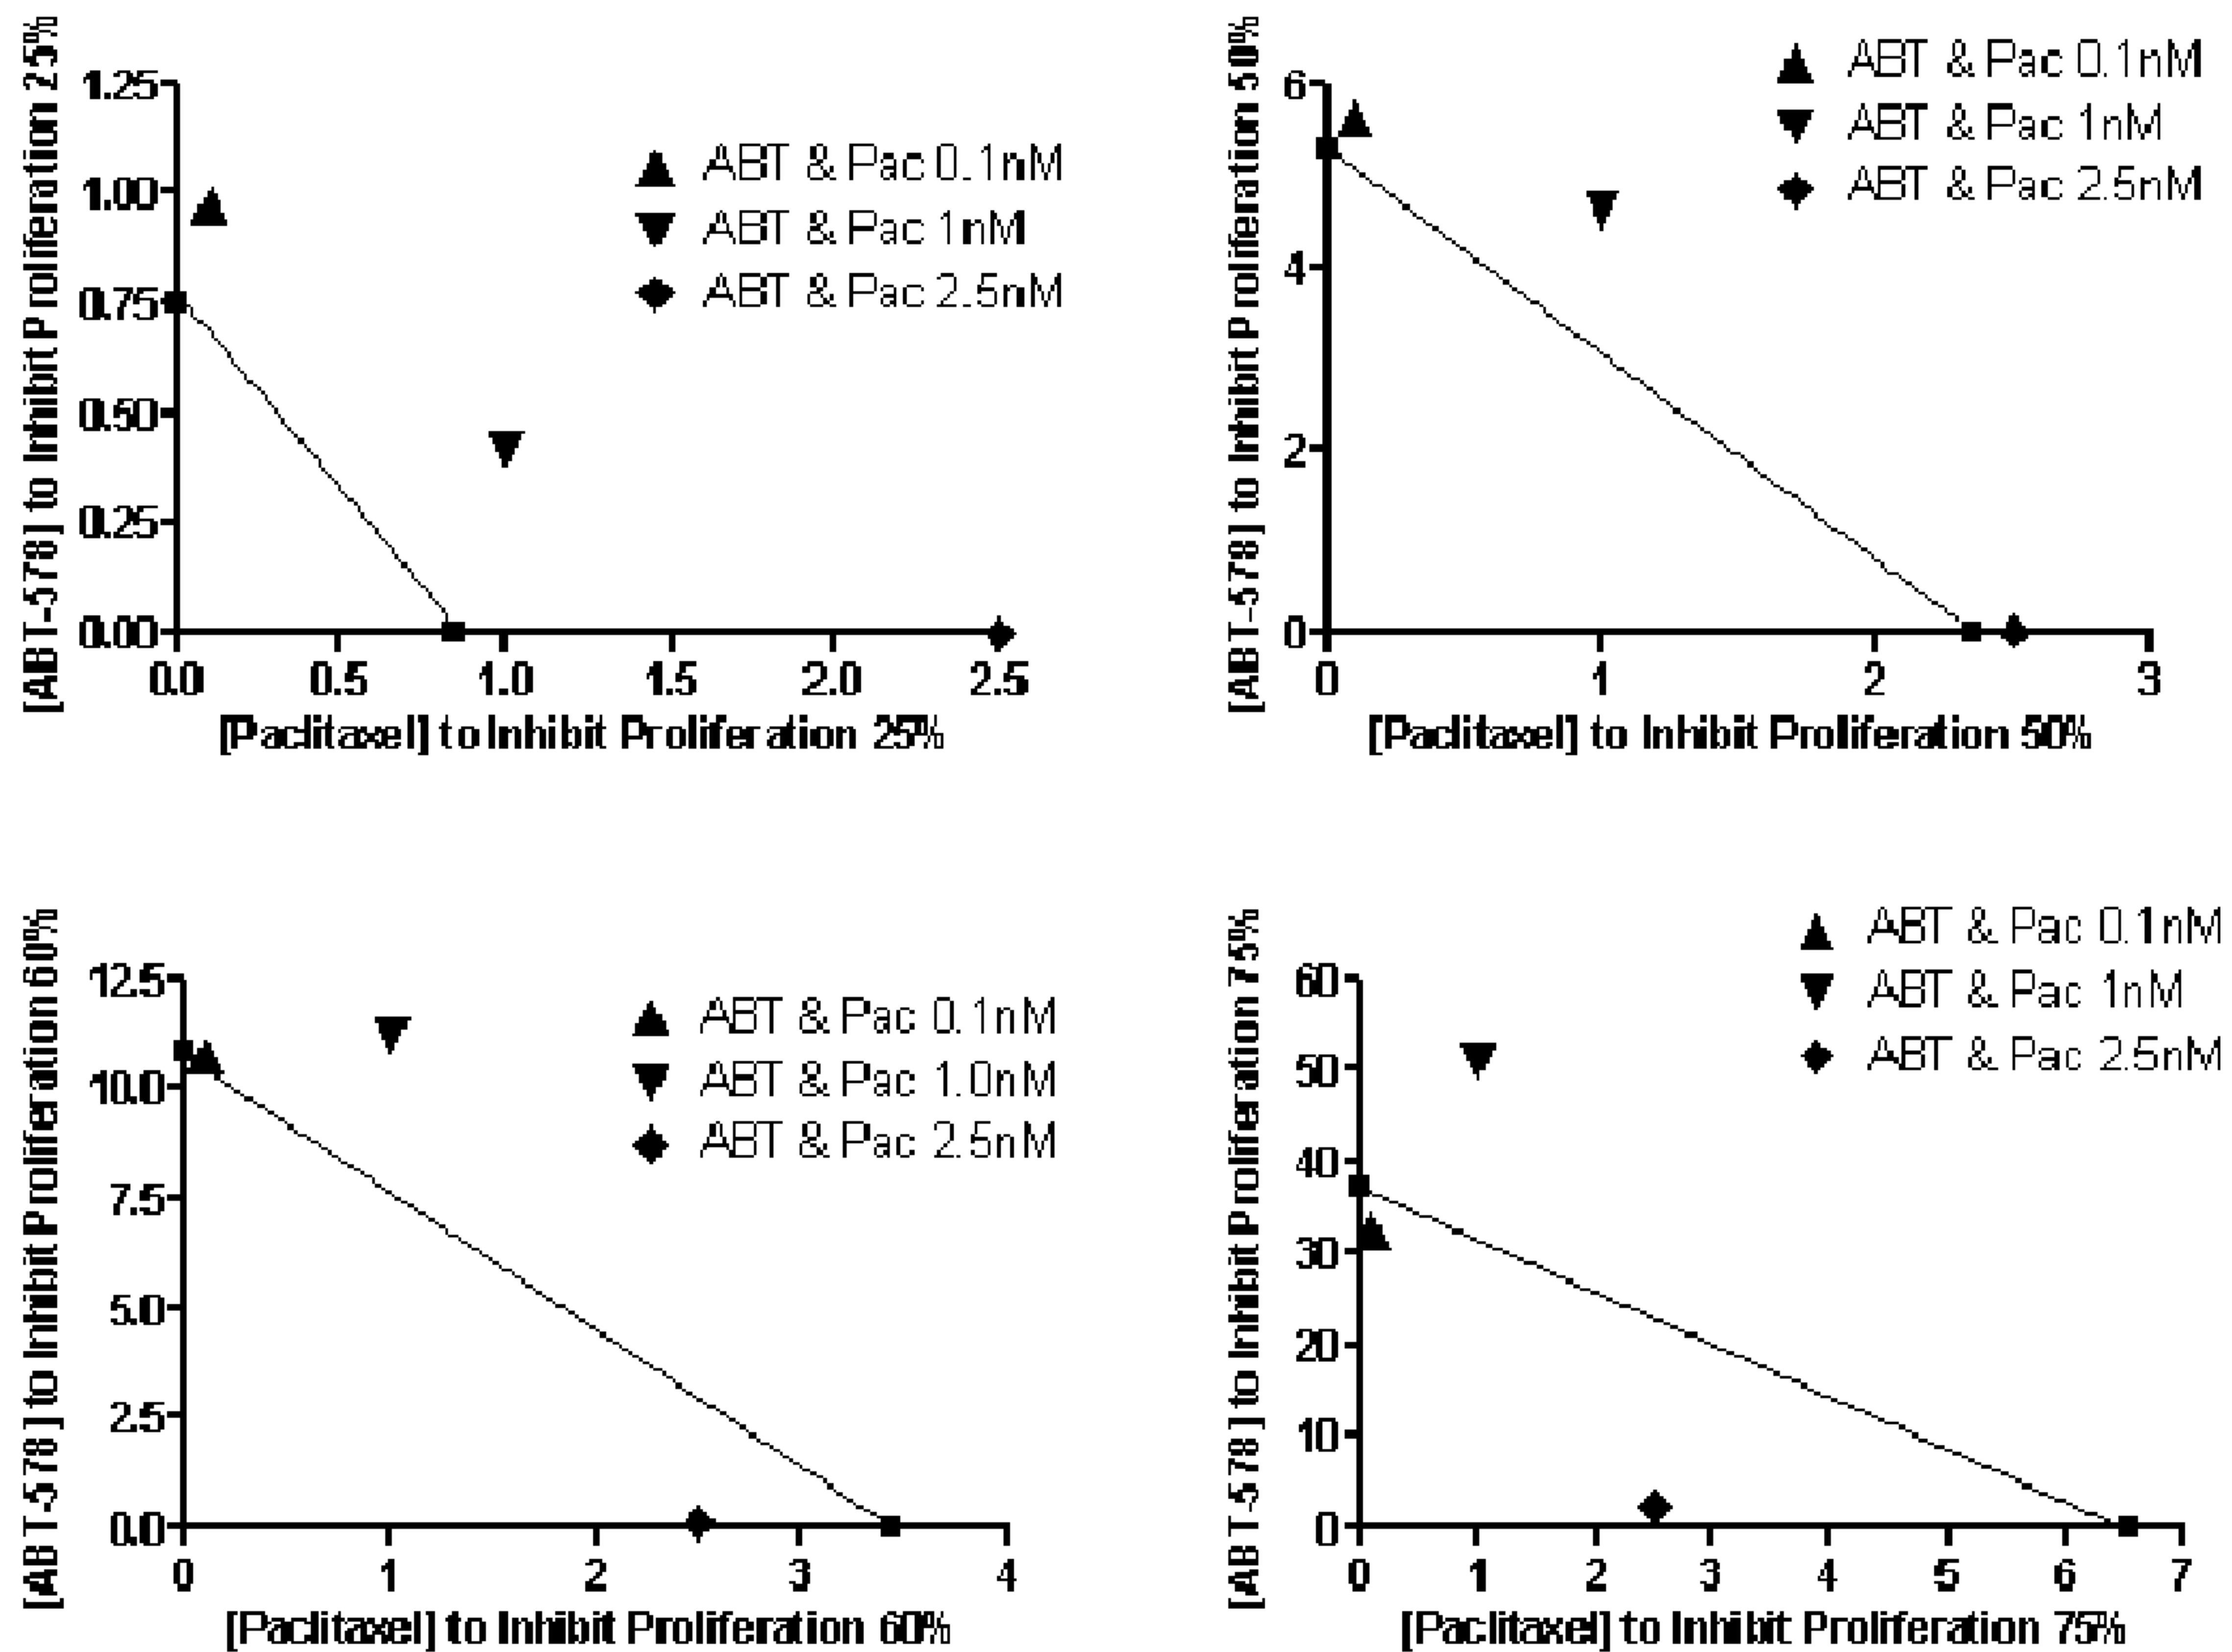 [ABT-578] to Inhibit Proliferation 25%
1.25
1.00
0.75
0.50
0.25
0.00
0.0 0.5 1.0 1.5 2.0 2.5
[Paclitaxel] to Inhibit Proliferation 25%
ABT & Pac 0.1nM
ABT & Pac 1nM
ABT & Pac 2.5nM
[ABT-578] to Inhibit Proliferation 50%
6
4
2
0
0 1 2 3
[Paclitaxel] to Inhibit Proliferation 50%
ABT & Pac 0.1nM
ABT & Pac 1nM
ABT & Pac 2.5nM
[ABT-578] to Inhibit Proliferation 60%
12.5
10.0
7.5
5.0
2.5
0.0
0 1 2 3 4
[Paclitaxel] to Inhibit Proliferation 60%
ABT & Pac 0.1nM
ABT & Pac 1.0nM
ABT & Pac 2.5nM
[ABT-578] to Inhibit Proliferation 75%
60
50
40
30
20
10
0
0 1 2 3 4 5 6 7
[Paclitaxel] to Inhibit Proliferation 75%
ABT & Pac 0.1nM
ABT & Pac 1nM
ABT & Pac 2.5nM